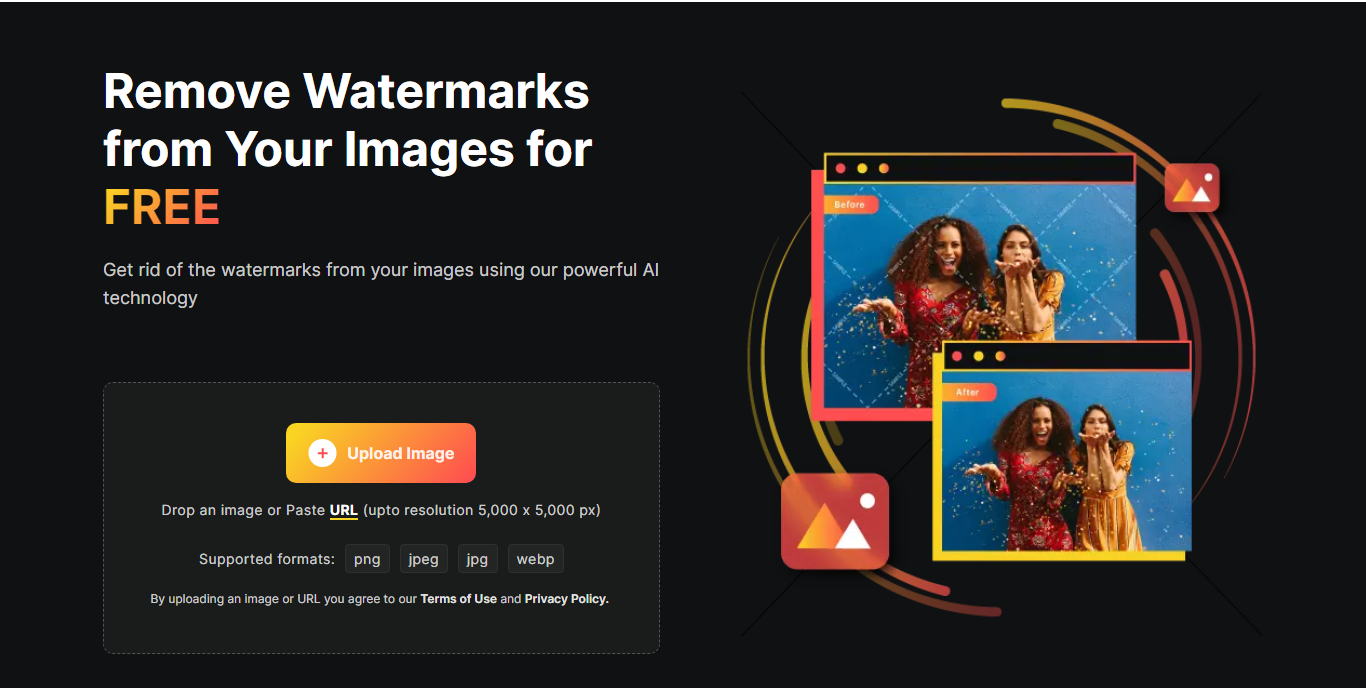 Remove Watermarks
from Your Images for
FREE
Get rid of the watermarks from your images using our powerful AI
technology
Upload Image
Drop an image or Paste URL (upto resolution 5,000 x 5,000 px)
Supported formats: png jpeg jpg webp
By uploading an image or URL you agree to our Terms of Use and Privacy Policy.
Before
After